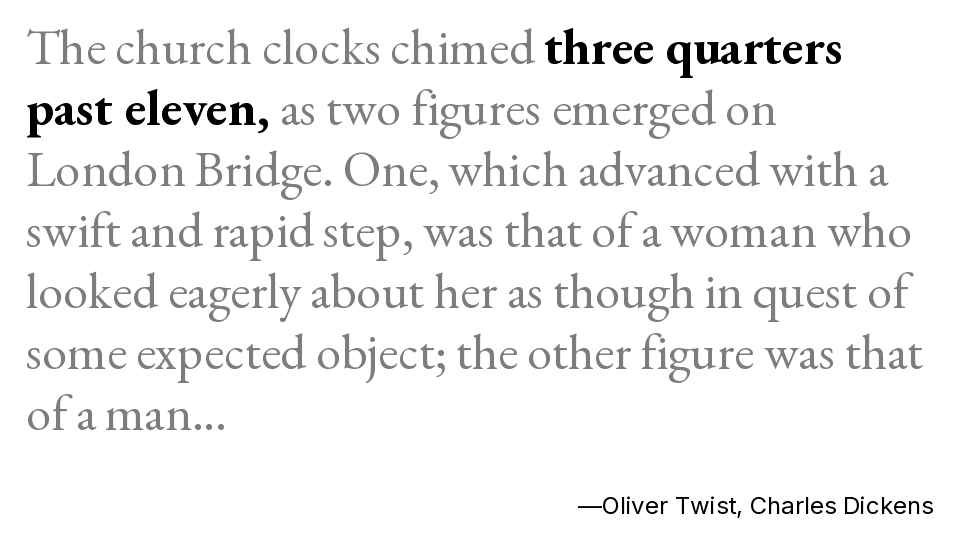 The church clocks chimed three quarters
past eleven, as two figures emerged on
London Bridge. One, which advanced with a
swift and rapid step, was that of a woman who
looked eagerly about her as though in quest of
some expected object; the other figure was that
of a man...
—Oliver Twist, Charles Dickens